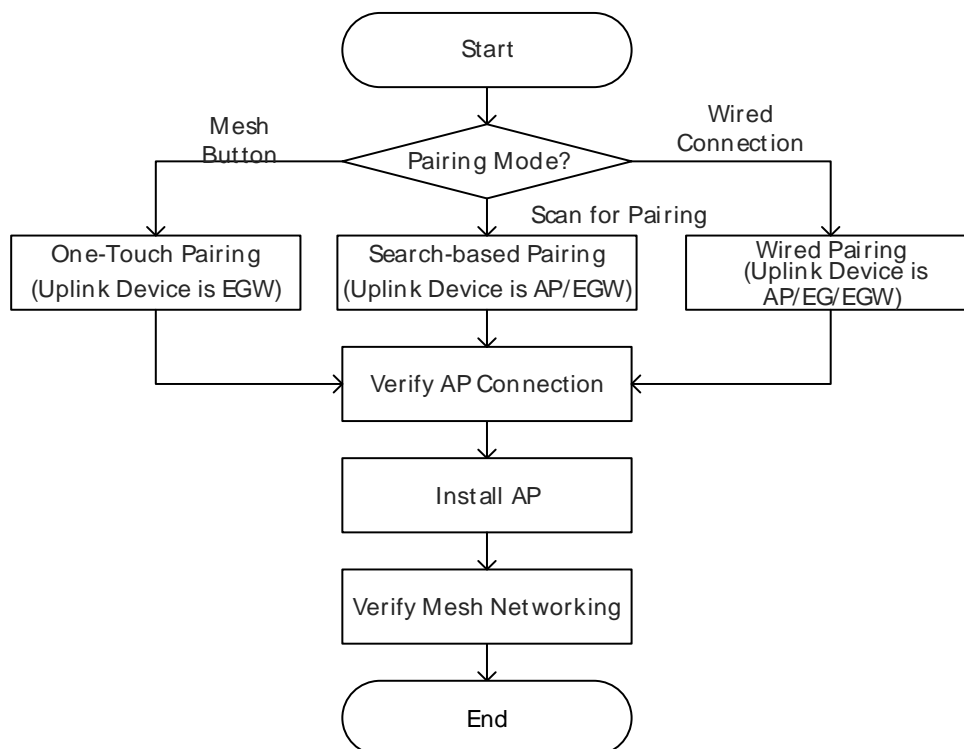 Start
Mesh
Button
Wired
Connection
Pairing Mode?
Scan for Pairing
One-Touch Pairing
(Uplink Device is EGW)
Search-based Pairing
(Uplink Device is AP/EGW)
Wired Pairing
(Uplink Device is
AP/EG/EGW)
Verify AP Connection
Install AP
Verify Mesh Networking
End